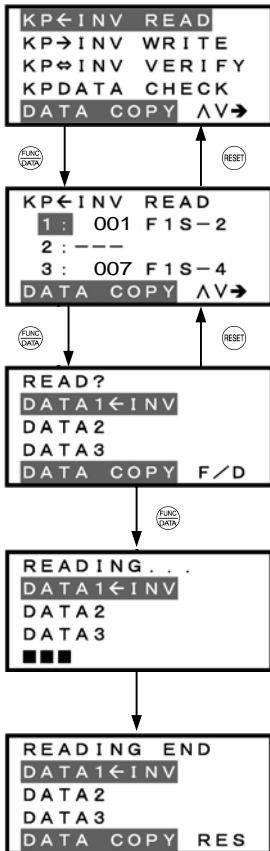 KP←INV READ
KP→INV WRITE
KP⇔INV VERIFY
KPDATA CHECK
DATA COPY ∧∨→
FUNC
DATA
RESET
KP←INV READ
1: 001 F1S-2
2:---
3: 007 F1S-4
DATA COPY ∧∨→
FUNC
DATA
RESET
READ?
DATA1←INV
DATA2
DATA3
DATA COPY F/D
FUNC
DATA
READING...
DATA1←INV
DATA2
DATA3
■■■
READING END
DATA1←INV
DATA2
DATA3
DATA COPY RES